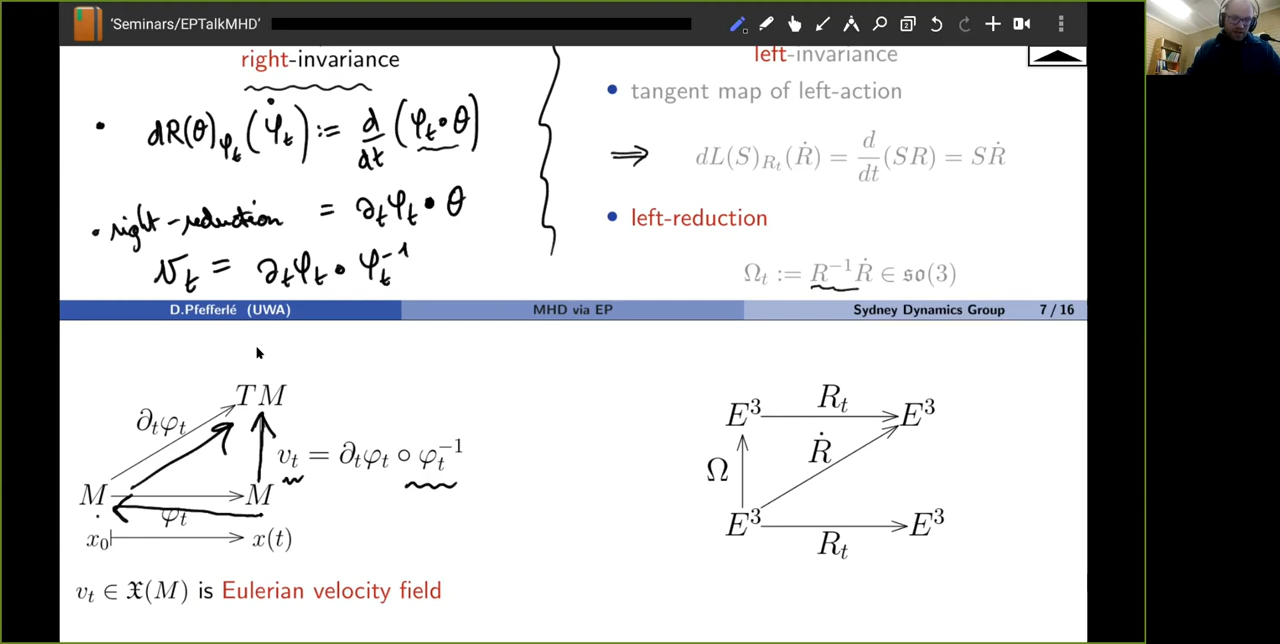 'Seminars/EPTalkMHD'
right-invariance
• dR(θ)_{φ_t}(φ̇_t) := d/dt (φ_t ∘ θ)
• right-reduction = ∂_tφ_t ∘ θ
v_t = ∂_tφ_t ∘ φ_t^{-1}
left-invariance
• tangent map of left-action
⟹ dL(S)_{R_t}(Ṙ) = d/dt (SR) = SṘ
• left-reduction
Ω_t := R^{-1}Ṙ ∈ 𝔰𝔬(3)
D.Pfefferlé (UWA) MHD via EP Sydney Dynamics Group 7 / 16
TM
∂_tφ_t
v_t = ∂_tφ_t ∘ φ_t^{-1}
M M
φ_t
x_0 x(t)
v_t ∈ 𝔛(M) is Eulerian velocity field
E^3 R_t E^3
Ω Ṙ
E^3 R_t E^3